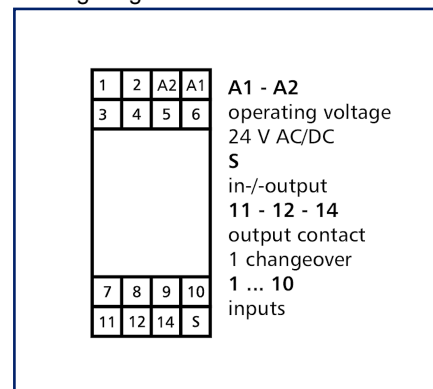 1 2 A2 A1
3 4 5 6
7 8 9 10
11 12 14 S
A1 - A2
operating voltage
24 V AC/DC
S
in-/-output
11 - 12 - 14
output contact
1 changeover
1 ... 10
inputs